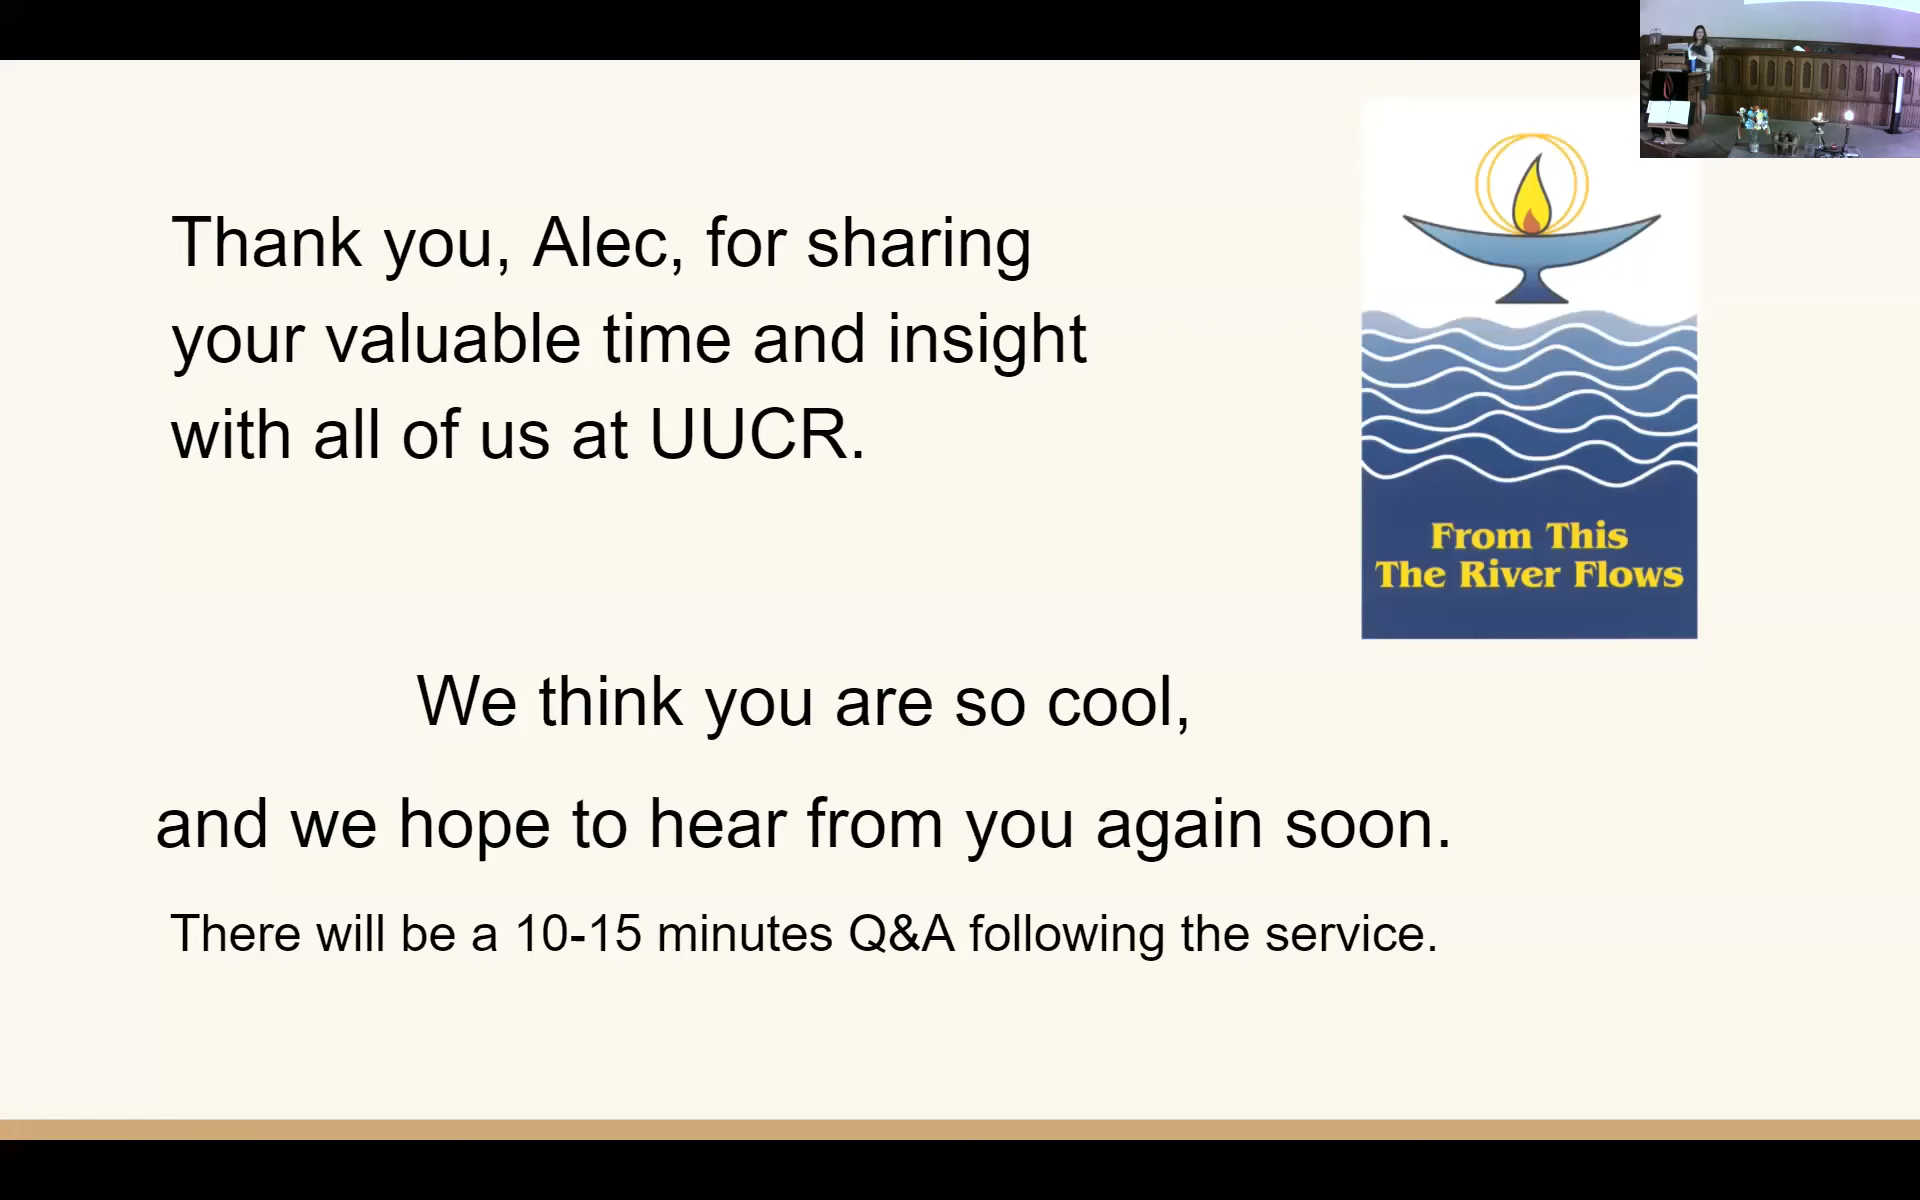 Thank you, Alec, for sharing
your valuable time and insight
with all of us at UUCR.
From This
The River Flows
We think you are so cool,
and we hope to hear from you again soon.
There will be a 10-15 minutes Q&A following the service.